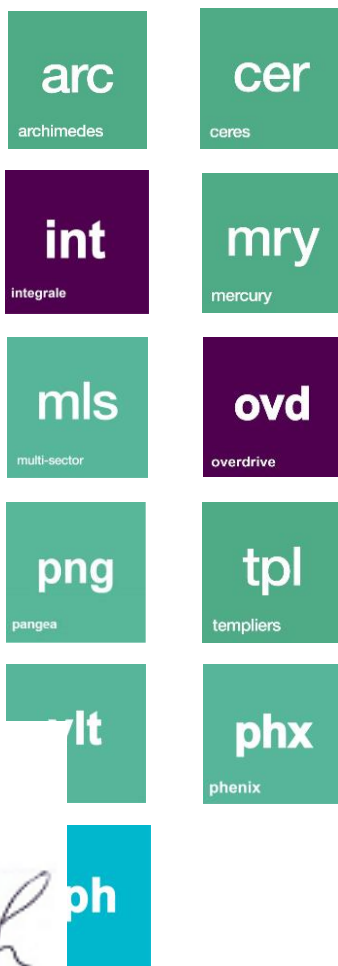 arc
archimedes
cer
ceres
int
integrale
mry
mercury
mls
multi-sector
ovd
overdrive
png
pangea
tpl
templiers
lt
phx
phenix
ph